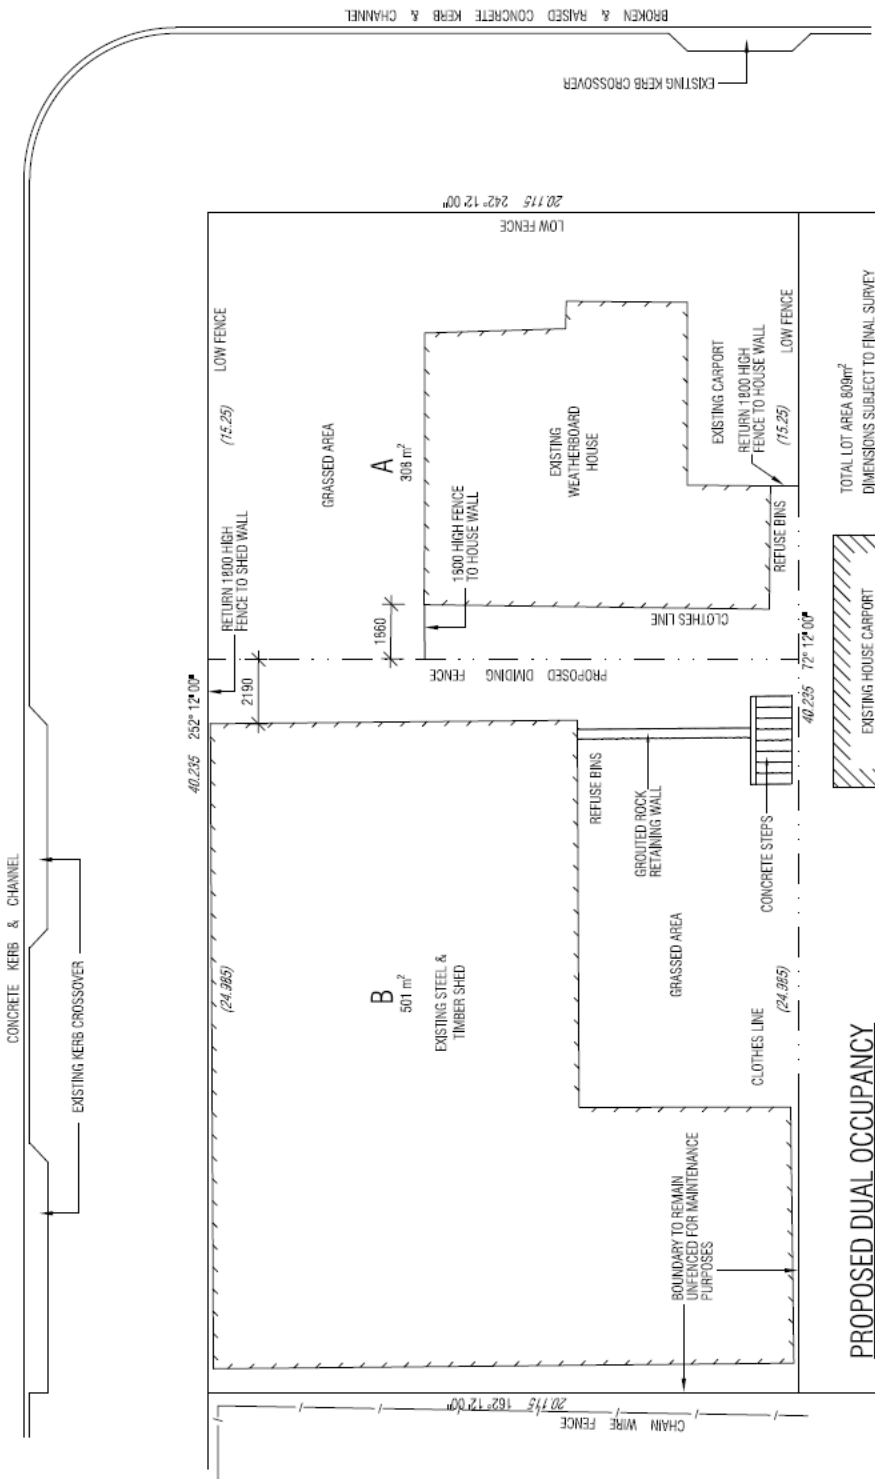 CONCRETE KERB & CHANNEL
EXISTING KERB CROSSOVER
BROKEN & RAISED CONCRETE KERB & CHANNEL
EXISTING KERB CROSSOVER
40.235 252° 12' 00"
(24.985)
(15.25)
LOW FENCE
RETURN 1800 HIGH
FENCE TO SHED WALL
2190
1660
GRASSED AREA
A
308 m²
1800 HIGH FENCE
TO HOUSE WALL
EXISTING
WEATHERBOARD
HOUSE
20.115 242° 12' 00"
LOW FENCE
CLOTHES LINE
PROPOSED DIVIDING FENCE
EXISTING CARPORT
RETURN 1800 HIGH
FENCE TO HOUSE WALL
REFUSE BINS
(15.25)
LOW FENCE
B
501 m²
EXISTING STEEL &
TIMBER SHED
REFUSE BINS
GROUTED ROCK
RETAINING WALL
GRASSED AREA
CONCRETE STEPS
CLOTHES LINE
(24.985)
40.235 72° 12' 00"
BOUNDARY TO REMAIN
UNFENCED FOR MAINTENANCE
PURPOSES
20.115 162° 12' 00"
CHAIN WIRE FENCE
TOTAL LOT AREA 809m²
DIMENSIONS SUBJECT TO FINAL SURVEY
EXISTING HOUSE CARPORT
PROPOSED DUAL OCCUPANCY